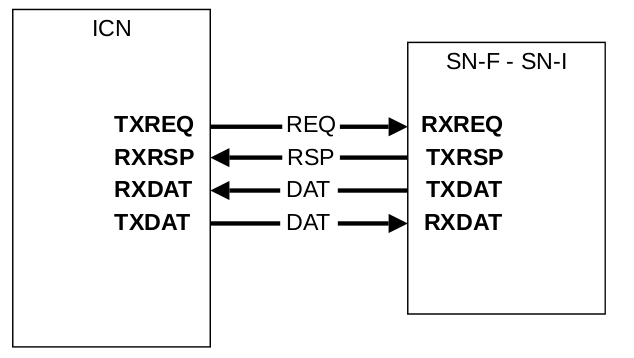 ICN
SN-F - SN-I
TXREQ REQ RXREQ
RXRSP RSP TXRSP
RXDAT DAT TXDAT
TXDAT DAT RXDAT